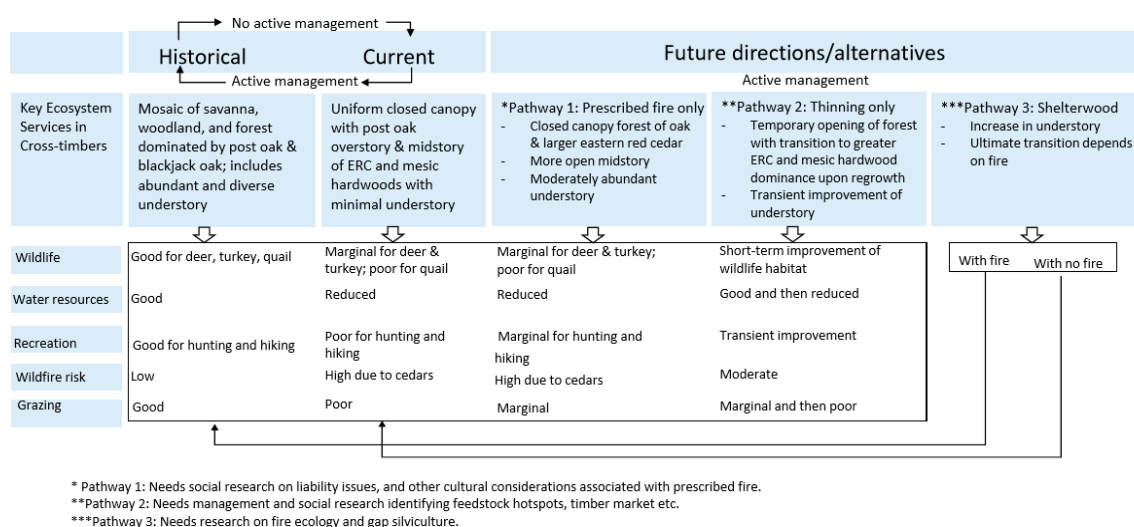 No active management
Historical
Current
Future directions/alternatives
Active management
Active management
Key Ecosystem
Services in
Cross-timbers
Mosaic of savanna,
woodland, and forest
dominated by post oak &
blackjack oak; includes
abundant and diverse
understory
Uniform closed canopy
with post oak
overstory & midstory
of ERC and mesic
hardwoods with
minimal understory
*Pathway 1: Prescribed fire only
- Closed canopy forest of oak
& larger eastern red cedar
- More open midstory
- Moderately abundant
understory
**Pathway 2: Thinning only
- Temporary opening of forest
with transition to greater
ERC and mesic hardwood
dominance upon regrowth
- Transient improvement of
understory
***Pathway 3: Shelterwood
- Increase in understory
- Ultimate transition depends
on fire
Wildlife
Good for deer, turkey, quail
Marginal for deer &
turkey; poor for quail
Marginal for deer & turkey;
poor for quail
Short-term improvement of
wildlife habitat
With fire
With no fire
Water resources
Good
Reduced
Reduced
Good and then reduced
Recreation
Good for hunting and hiking
Poor for hunting and
hiking
Marginal for hunting and
hiking
Transient improvement
Wildfire risk
Low
High due to cedars
High due to cedars
Moderate
Grazing
Good
Poor
Marginal
Marginal and then poor
* Pathway 1: Needs social research on liability issues, and other cultural considerations associated with prescribed fire.
**Pathway 2: Needs management and social research identifying feedstock hotspots, timber market etc.
***Pathway 3: Needs research on fire ecology and gap silviculture.